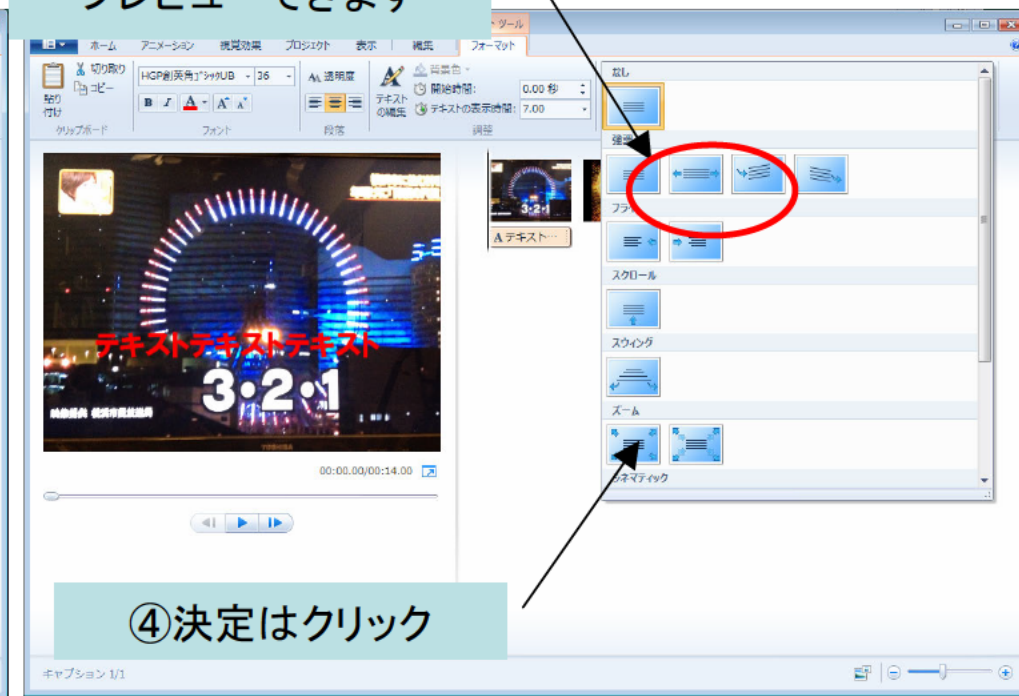 プレビューできます
ト ツール
ホーム アニメーション 視覚効果 プロジェクト 表示 編集 フォーマット
貼り付け
切り取り
コピー
クリップボード
HGP創英角ゴシックUB 36
B I A A A
フォント
透明度
段落
テキストの編集
背景色
開始時間: 0.00 秒
テキストの表示時間: 7.00
調整
なし
強調
スクロール
スウィング
ズーム
シネマティック
テキストテキストテキスト
3・2・1
3・2・1
A テキスト…
00:00.00/00:14.00
④決定はクリック
キャプション 1/1